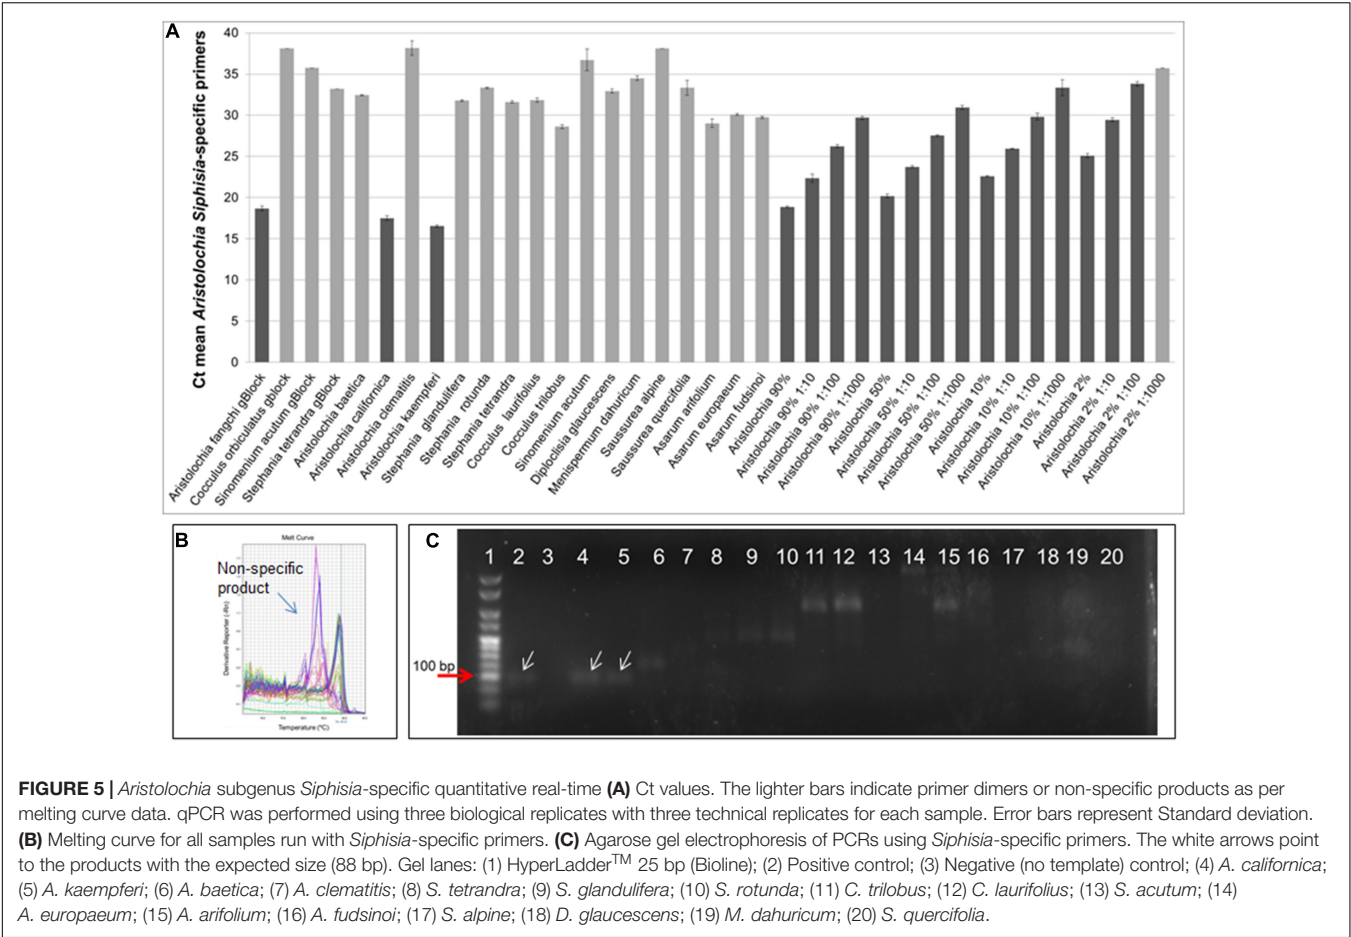 A
Ct mean Aristolochia Siphisia-specific primers
40
35
30
25
20
15
10
5
0
Aristolochia fangchi gBlock
Cocculus orbiculatus gblock
Sinomenium acutum gBlock
Stephania tetrandra gBlock
Aristolochia baetica
Aristolochia californica
Aristolochia clematitis
Aristolochia kaempferi
Stephania glandulifera
Stephania rotunda
Stephania tetrandra
Cocculus laurifolius
Cocculus trilobus
Sinomenium acutum
Diploclisia glaucescens
Menispermum dahuricum
Saussurea alpine
Saussurea quercifolia
Asarum arifolium
Asarum europaeum
Asarum fudsinoi
Aristolochia 90%
Aristolochia 90% 1:10
Aristolochia 90% 1:100
Aristolochia 90% 1:1000
Aristolochia 50%
Aristolochia 50% 1:10
Aristolochia 50% 1:100
Aristolochia 50% 1:1000
Aristolochia 10%
Aristolochia 10% 1:10
Aristolochia 10% 1:100
Aristolochia 10% 1:1000
Aristolochia 2%
Aristolochia 2% 1:10
Aristolochia 2% 1:100
Aristolochia 2% 1:1000
B
Melt Curve
Non-specific
product
Derivative Reporter (-Rn)
Temperature (°C)
C
1 2 3 4 5 6 7 8 9 10 11 12 13 14 15 16 17 18 19 20
100 bp
FIGURE 5 | Aristolochia subgenus Siphisia-specific quantitative real-time (A) Ct values. The lighter bars indicate primer dimers or non-specific products as per
melting curve data. qPCR was performed using three biological replicates with three technical replicates for each sample. Error bars represent Standard deviation.
(B) Melting curve for all samples run with Siphisia-specific primers. (C) Agarose gel electrophoresis of PCRs using Siphisia-specific primers. The white arrows point
to the products with the expected size (88 bp). Gel lanes: (1) HyperLadder™ 25 bp (Bioline); (2) Positive control; (3) Negative (no template) control; (4) A. californica;
(5) A. kaempferi; (6) A. baetica; (7) A. clematitis; (8) S. tetrandra; (9) S. glandulifera; (10) S. rotunda; (11) C. trilobus; (12) C. laurifolius; (13) S. acutum; (14)
A. europaeum; (15) A. arifolium; (16) A. fudsinoi; (17) S. alpine; (18) D. glaucescens; (19) M. dahuricum; (20) S. quercifolia.